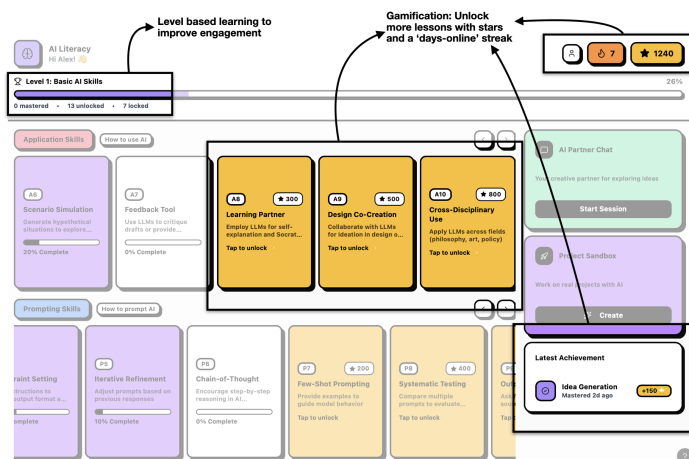 Level based learning to
improve engagement
Gamification: Unlock
more lessons with stars
and a ‘days-online’ streak
AI Literacy
Hi Alex! 👋
7
1240
Level 1: Basic AI Skills
26%
0 mastered • 13 unlocked • 7 locked
Application Skills
How to use AI
A6
Scenario Simulation
Generate hypothetical
situations to explore...
20% Complete
A7
Feedback Tool
Use LLMs to critique
drafts or provide...
0% Complete
A8
300
Learning Partner
Employ LLMs for self-
explanation and Socrat...
Tap to unlock
A9
500
Design Co-Creation
Collaborate with LLMs
for ideation in design o...
Tap to unlock
A10
800
Cross-Disciplinary
Use
Apply LLMs across fields
(philosophy, art, policy)
Tap to unlock
AI Partner Chat
Your creative partner for exploring ideas
Start Session
Project Sandbox
Work on real projects with AI
Create
Prompting Skills
How to prompt AI
raint Setting
structions to
output format a...
omplete
P5
Iterative Refinement
Adjust prompts based on
previous responses
10% Complete
P6
Chain-of-Thought
Encourage step-by-step
reasoning in AI...
0% Complete
P7
200
Few-Shot Prompting
Provide examples to
guide model behavior
Tap to unlock
P8
400
Systematic Testing
Compare multiple
prompts to evaluate...
Tap to unlock
P9
Tap
Latest Achievement
Idea Generation
Mastered 2d ago
+150
?